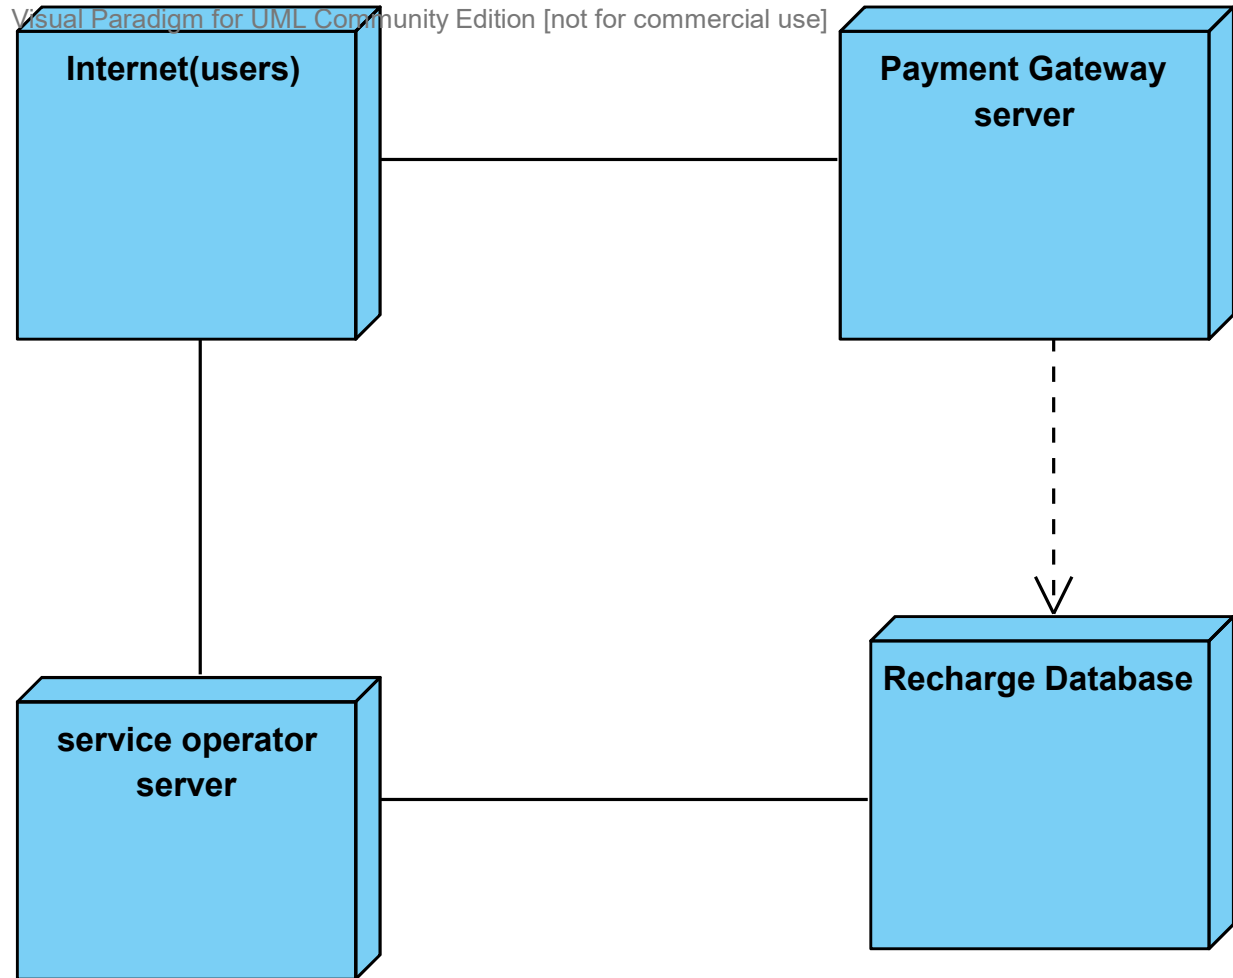 Visual Paradigm for UML Community Edition [not for commercial use]
Internet(users)
Payment Gateway
server
Recharge Database
service operator
server